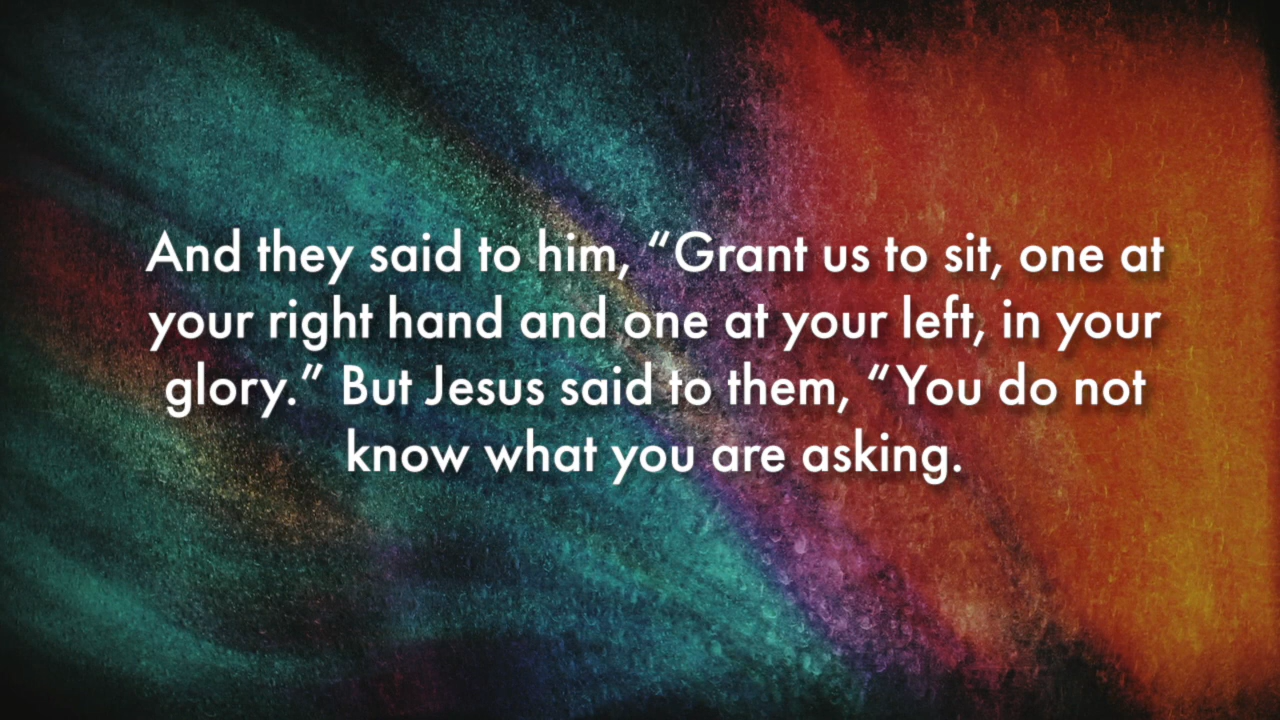 And they said to him, “Grant us to sit, one at
your right hand and one at your left, in your
glory.” But Jesus said to them, “You do not
know what you are asking.